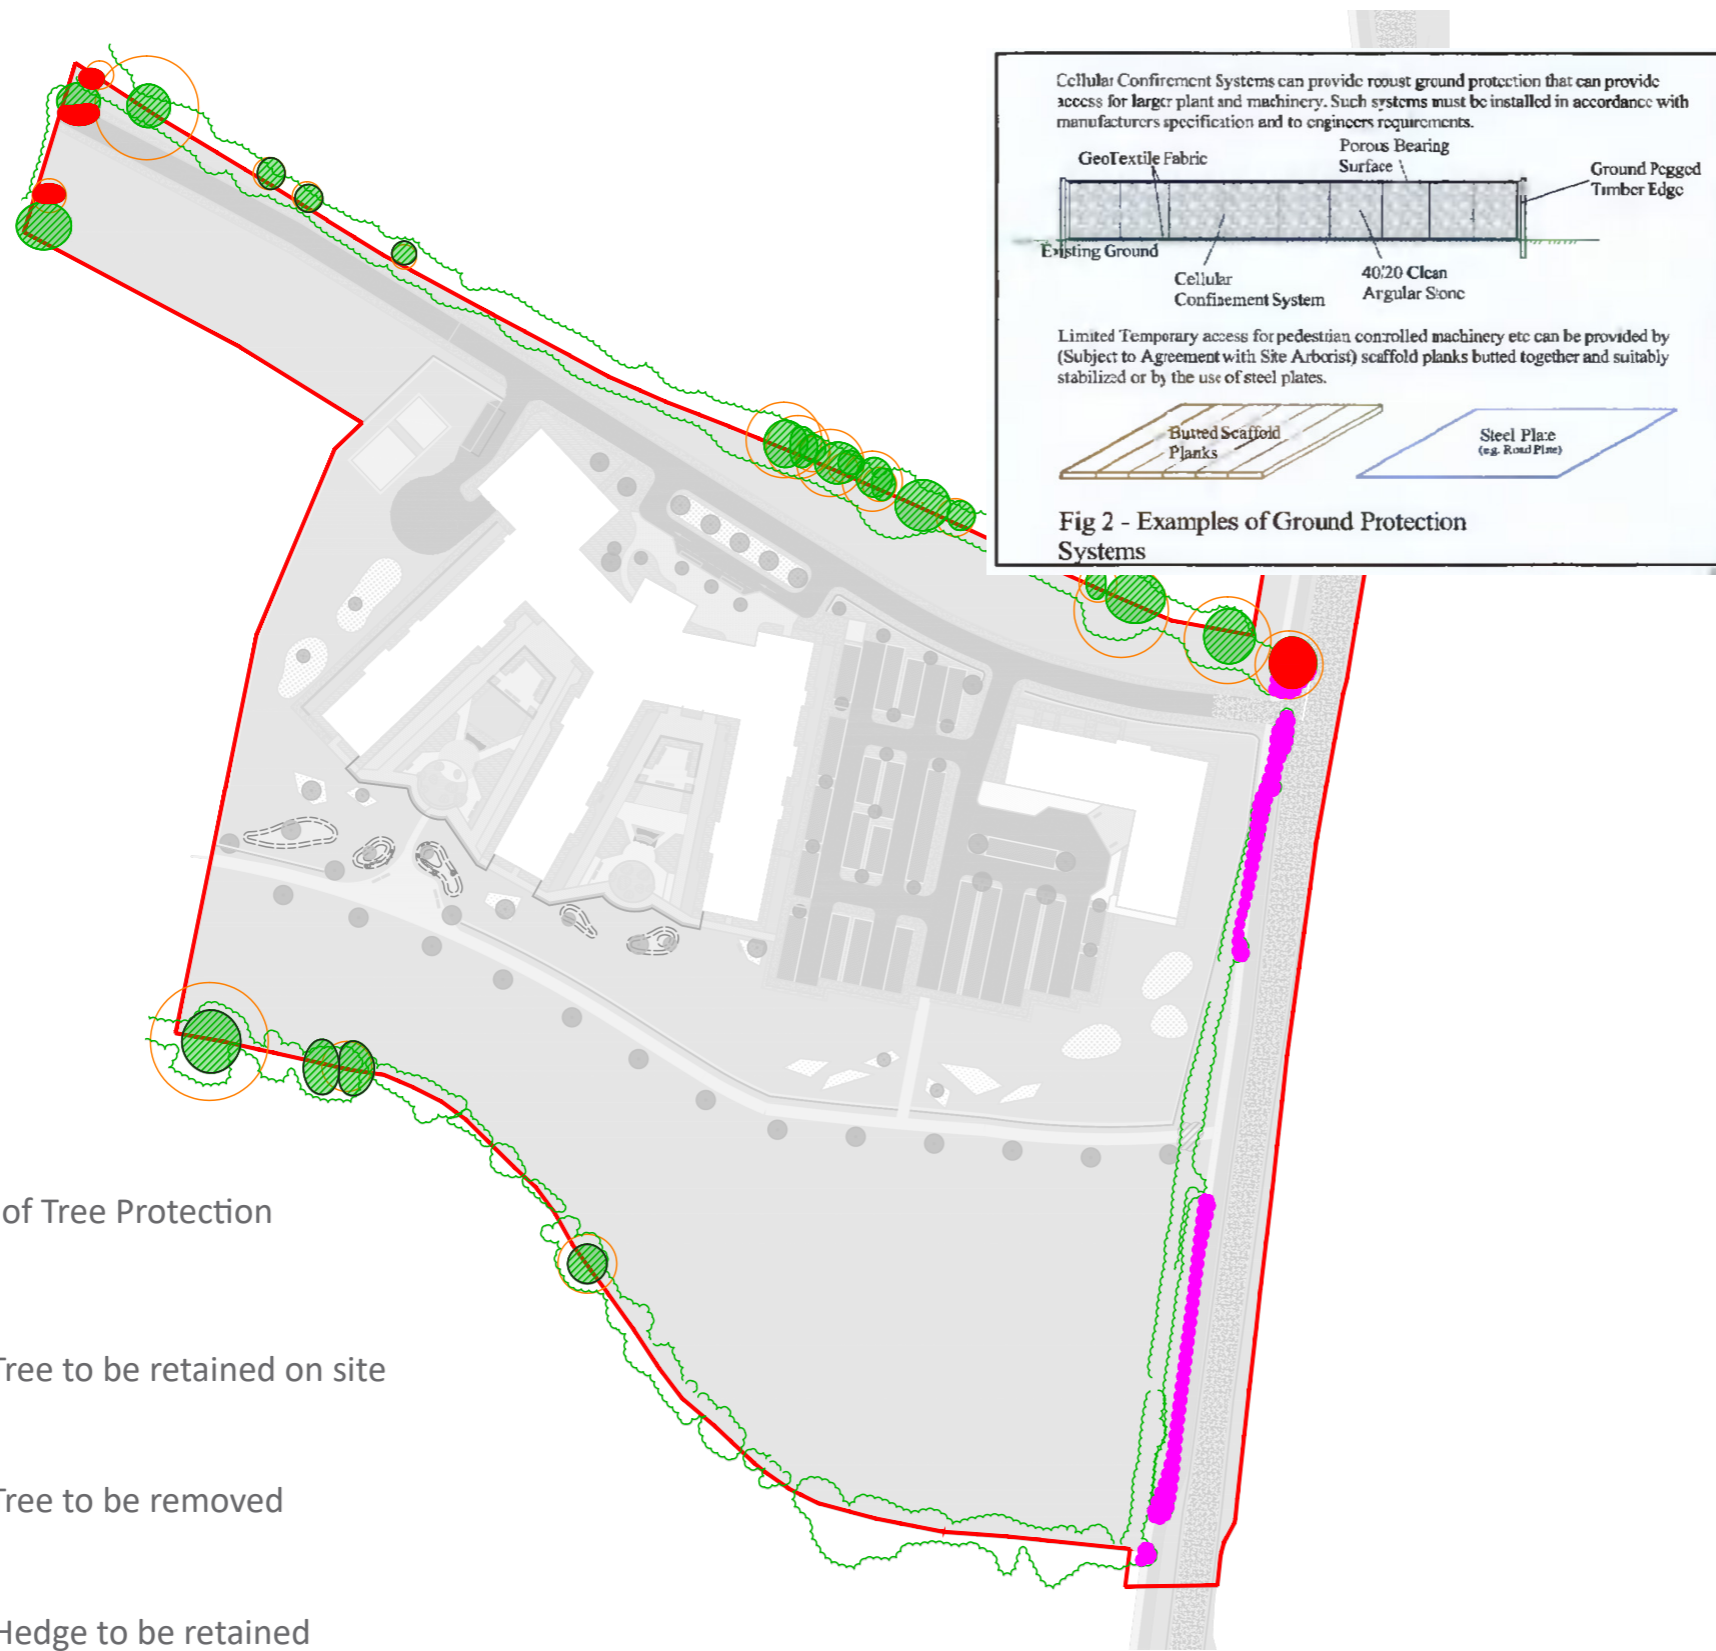 Cellular Confirement Systems can provide robust ground protection that can provide
access for larger plant and machinery. Such systems must be installed in accordance with
manufacturers specification and to engineers requirements.
GeoTextile Fabric
Porous Bearing
Surface
Ground Pegged
Timber Edge
Existing Ground
Cellular
Confinement System
40/20 Clean
Argular Stone
Limited Temporary access for pedestrian controlled machinery etc can be provided by
(Subject to Agreement with Site Arborist) scaffold planks butted together and suitably
stabilized or by the use of steel plates.
Butted Scaffold
Planks
Steel Plate
(eg. Road Plate)
Fig 2 - Examples of Ground Protection
Systems
of Tree Protection
Tree to be retained on site
Tree to be removed
Hedge to be retained